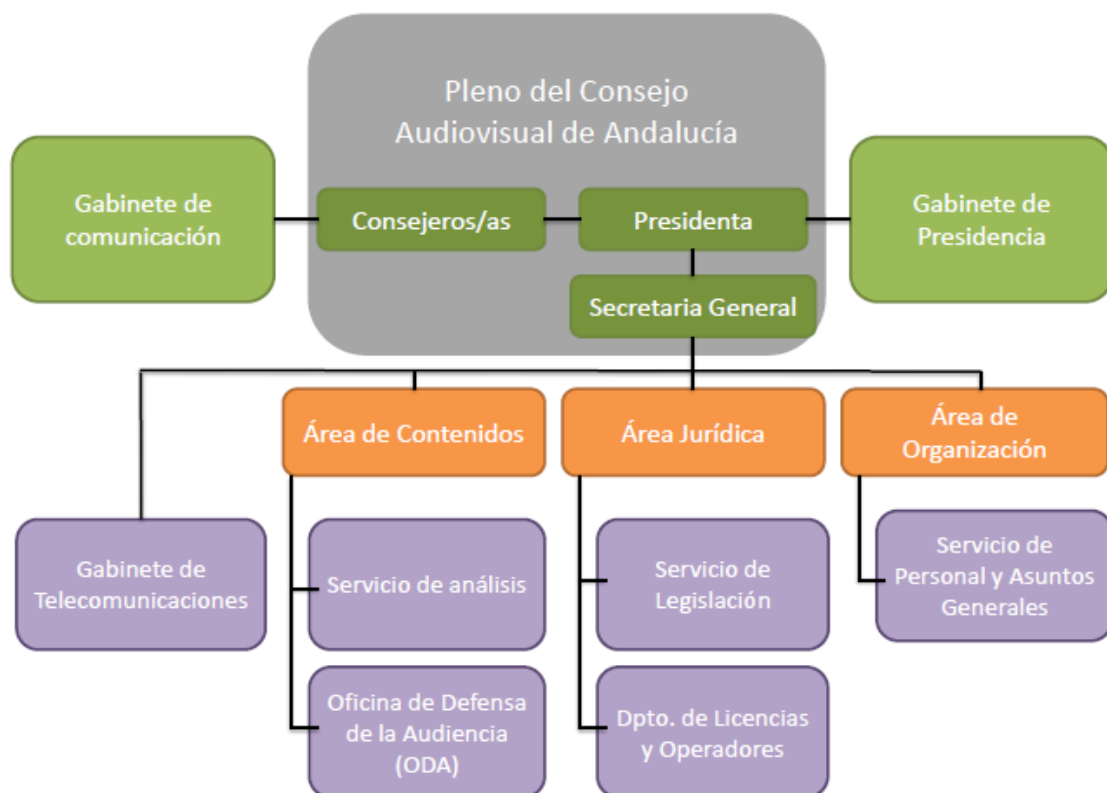 Pleno del Consejo
Audiovisual de Andalucía
Gabinete de
comunicación
Consejeros/as
Presidenta
Gabinete de
Presidencia
Secretaria General
Área de Contenidos
Área Jurídica
Área de
Organización
Gabinete de
Telecomunicaciones
Servicio de análisis
Servicio de
Legislación
Servicio de
Personal y Asuntos
Generales
Oficina de Defensa
de la Audiencia
(ODA)
Dpto. de Licencias
y Operadores